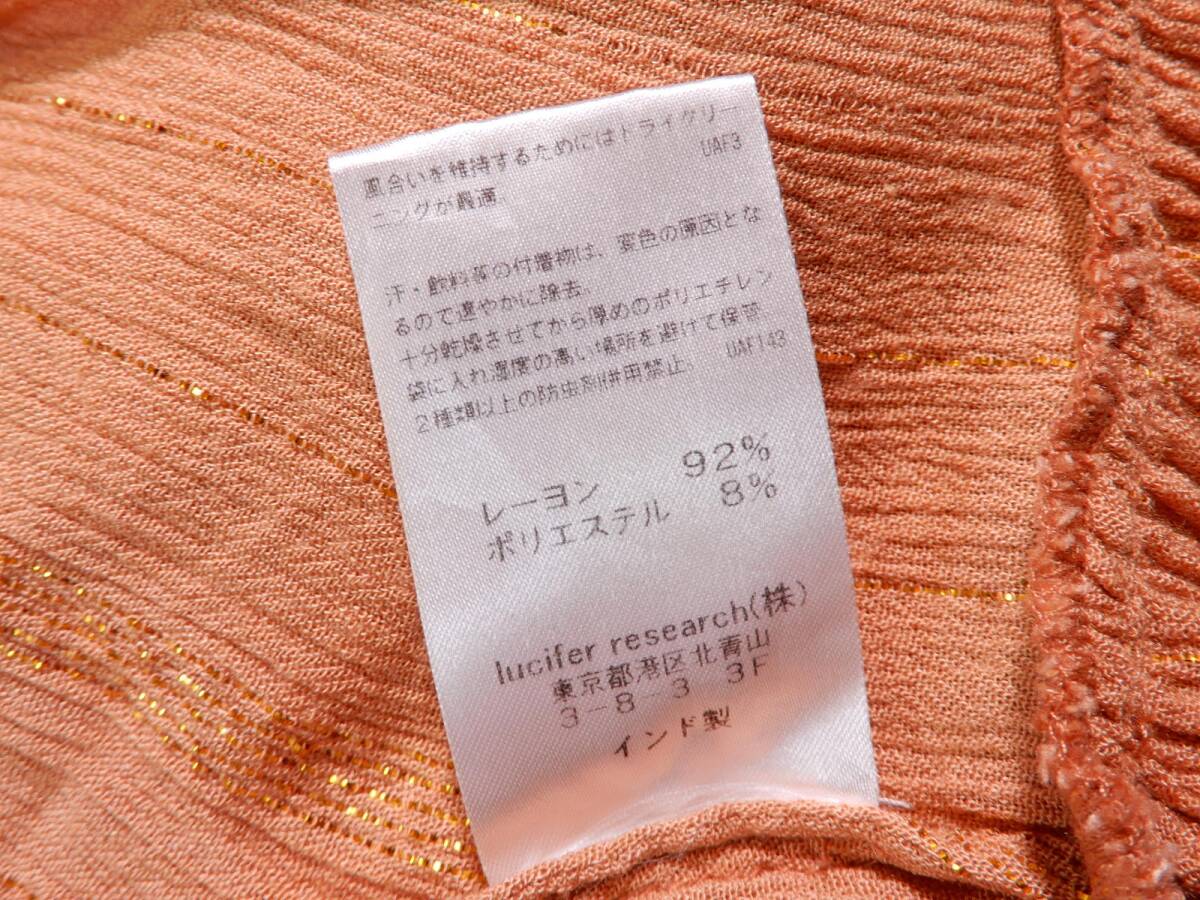 風合いを維持するためにはドライクリー
ニングが最適。
UAF3
汗・飲料等の付着物は、変色の原因とな
るので速やかに除去。
十分乾燥させてから厚めのポリエチレン
袋に入れ湿度の高い場所を避けて保管。
2種類以上の防虫剤併用禁止。
UAF143
レーヨン 92%
ポリエステル 8%
lucifer research(株)
東京都港区北青山
3-8-3 3F
インド製